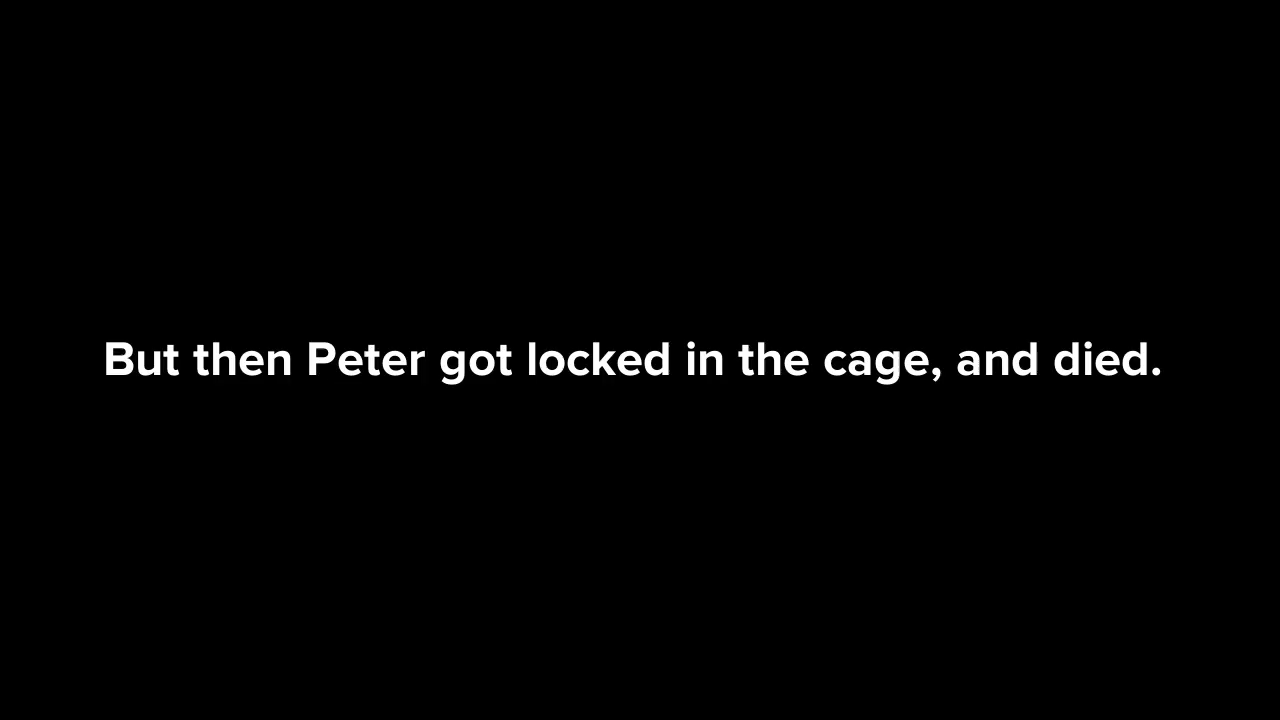 But then Peter got locked in the cage, and died.